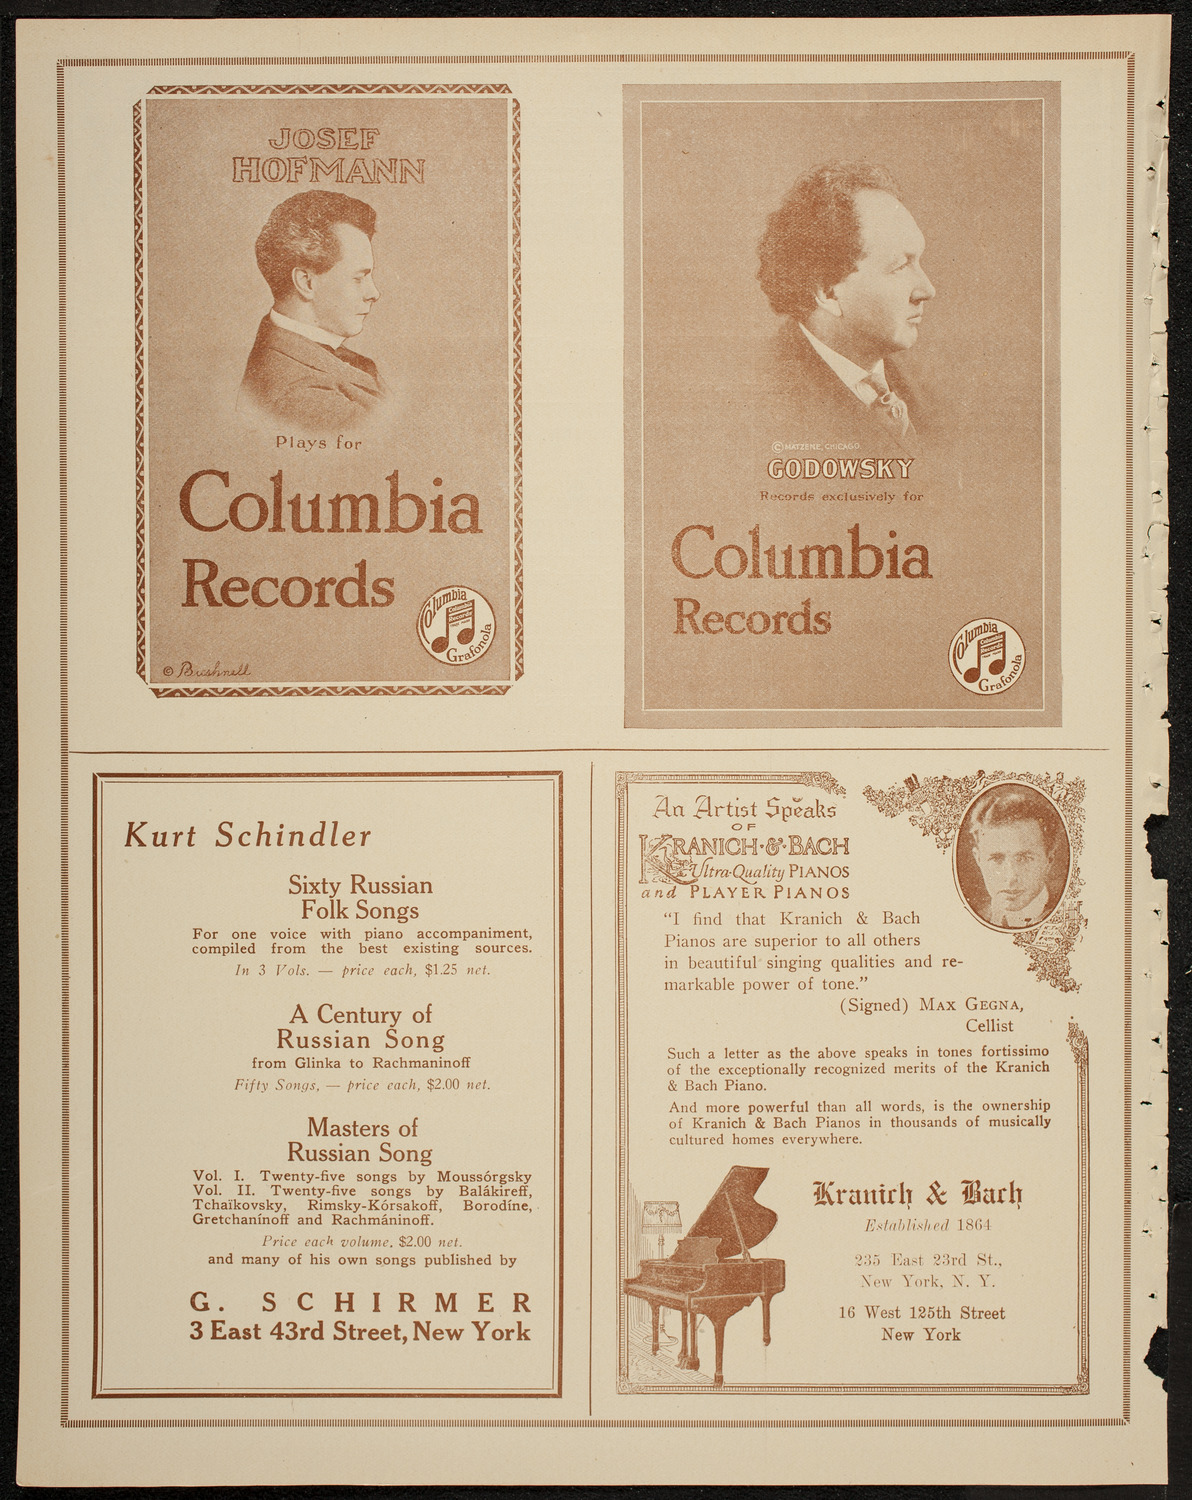 JOSEF
HOFMANN
Plays for
Columbia
Records
Columbia
Columbia
Records
Grafonola
© Bushnell
© MATZENE, CHICAGO
GODOWSKY
Records exclusively for
Columbia
Records
Columbia
Columbia
Records
Grafonola
Kurt Schindler
Sixty Russian
Folk Songs
For one voice with piano accompaniment,
compiled from the best existing sources.
In 3 Vols. — price each, $1.25 net.
A Century of
Russian Song
from Glinka to Rachmaninoff
Fifty Songs, — price each, $2.00 net.
Masters of
Russian Song
Vol. I. Twenty-five songs by Moussórgsky
Vol. II. Twenty-five songs by Balákireff,
Tchaïkovsky, Rimsky-Kórsakoff, Borodíne,
Gretchanínoff and Rachmáninoff.
Price each volume, $2.00 net.
and many of his own songs published by
G. SCHIRMER
3 East 43rd Street, New York
An Artist Speaks
OF
KRANICH·&·BACH
Ultra-Quality PIANOS
and PLAYER PIANOS
“I find that Kranich & Bach
Pianos are superior to all others
in beautiful singing qualities and re-
markable power of tone.”
(Signed) MAX GEGNA,
Cellist
Such a letter as the above speaks in tones fortissimo
of the exceptionally recognized merits of the Kranich
& Bach Piano.
And more powerful than all words, is the ownership
of Kranich & Bach Pianos in thousands of musically
cultured homes everywhere.
Kranich & Bach
Established 1864
235 East 23rd St.,
New York, N. Y.
16 West 125th Street
New York